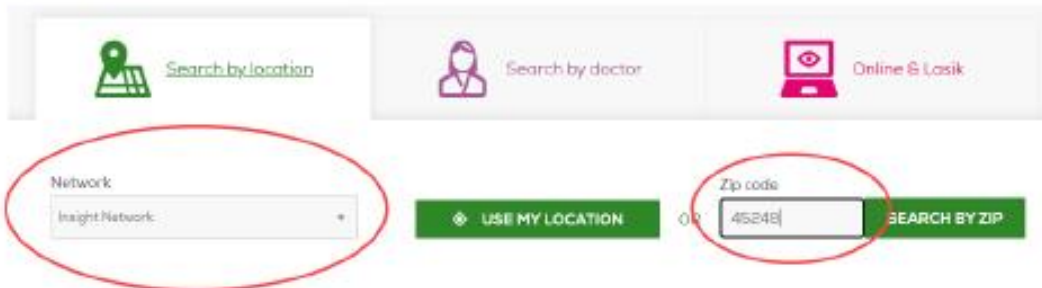 Search by location
Search by doctor
Online & Lasik
Network
Insight Network
USE MY LOCATION
OR
Zip code
45248
SEARCH BY ZIP